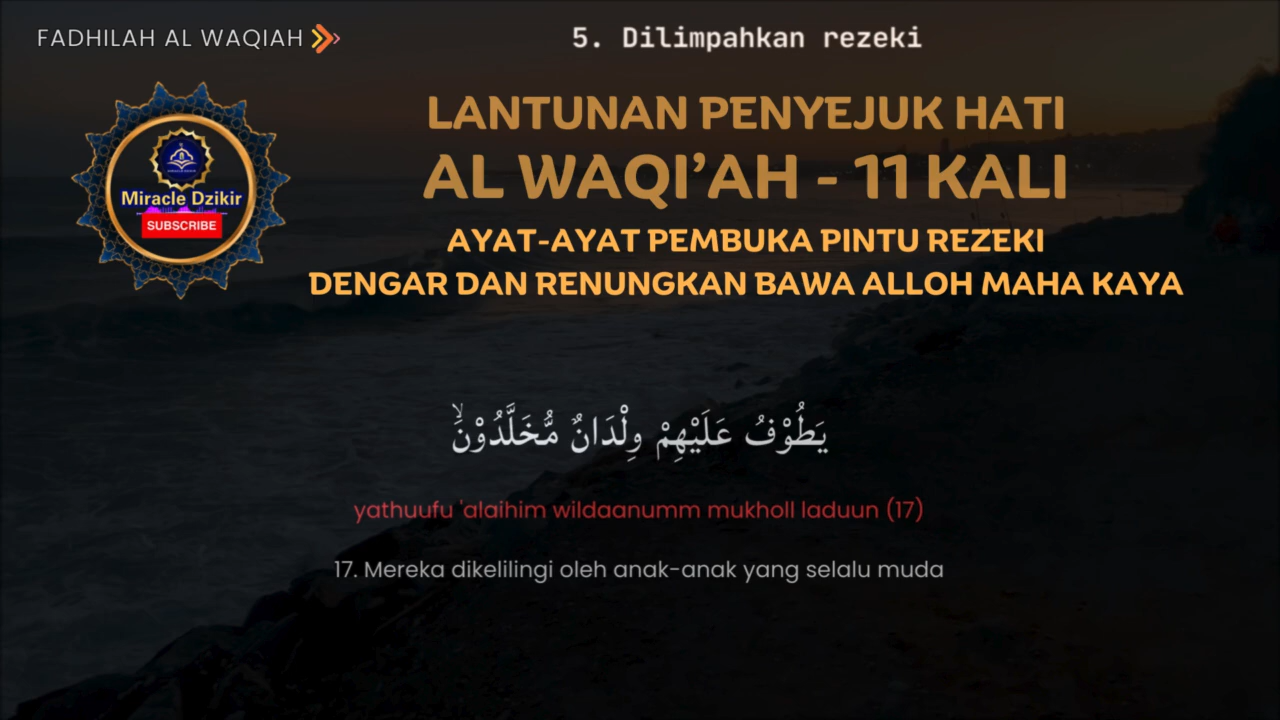 FADHILAH AL WAQIAH
5. Dilimpahkan rezeki
LANTUNAN PENYEJUK HATI
AL WAQI'AH - 11 KALI
AYAT-AYAT PEMBUKA PINTU REZEKI
DENGAR DAN RENUNGKAN BAWA ALLOH MAHA KAYA
Miracle Dzikir
SUBSCRIBE
يَطُوْفُ عَلَيْهِمْ وِلْدَانٌ مُّخَلَّدُوْنَۙ
yathuufu 'alaihim wildaanumm mukholl laduun (17)
17. Mereka dikelilingi oleh anak-anak yang selalu muda